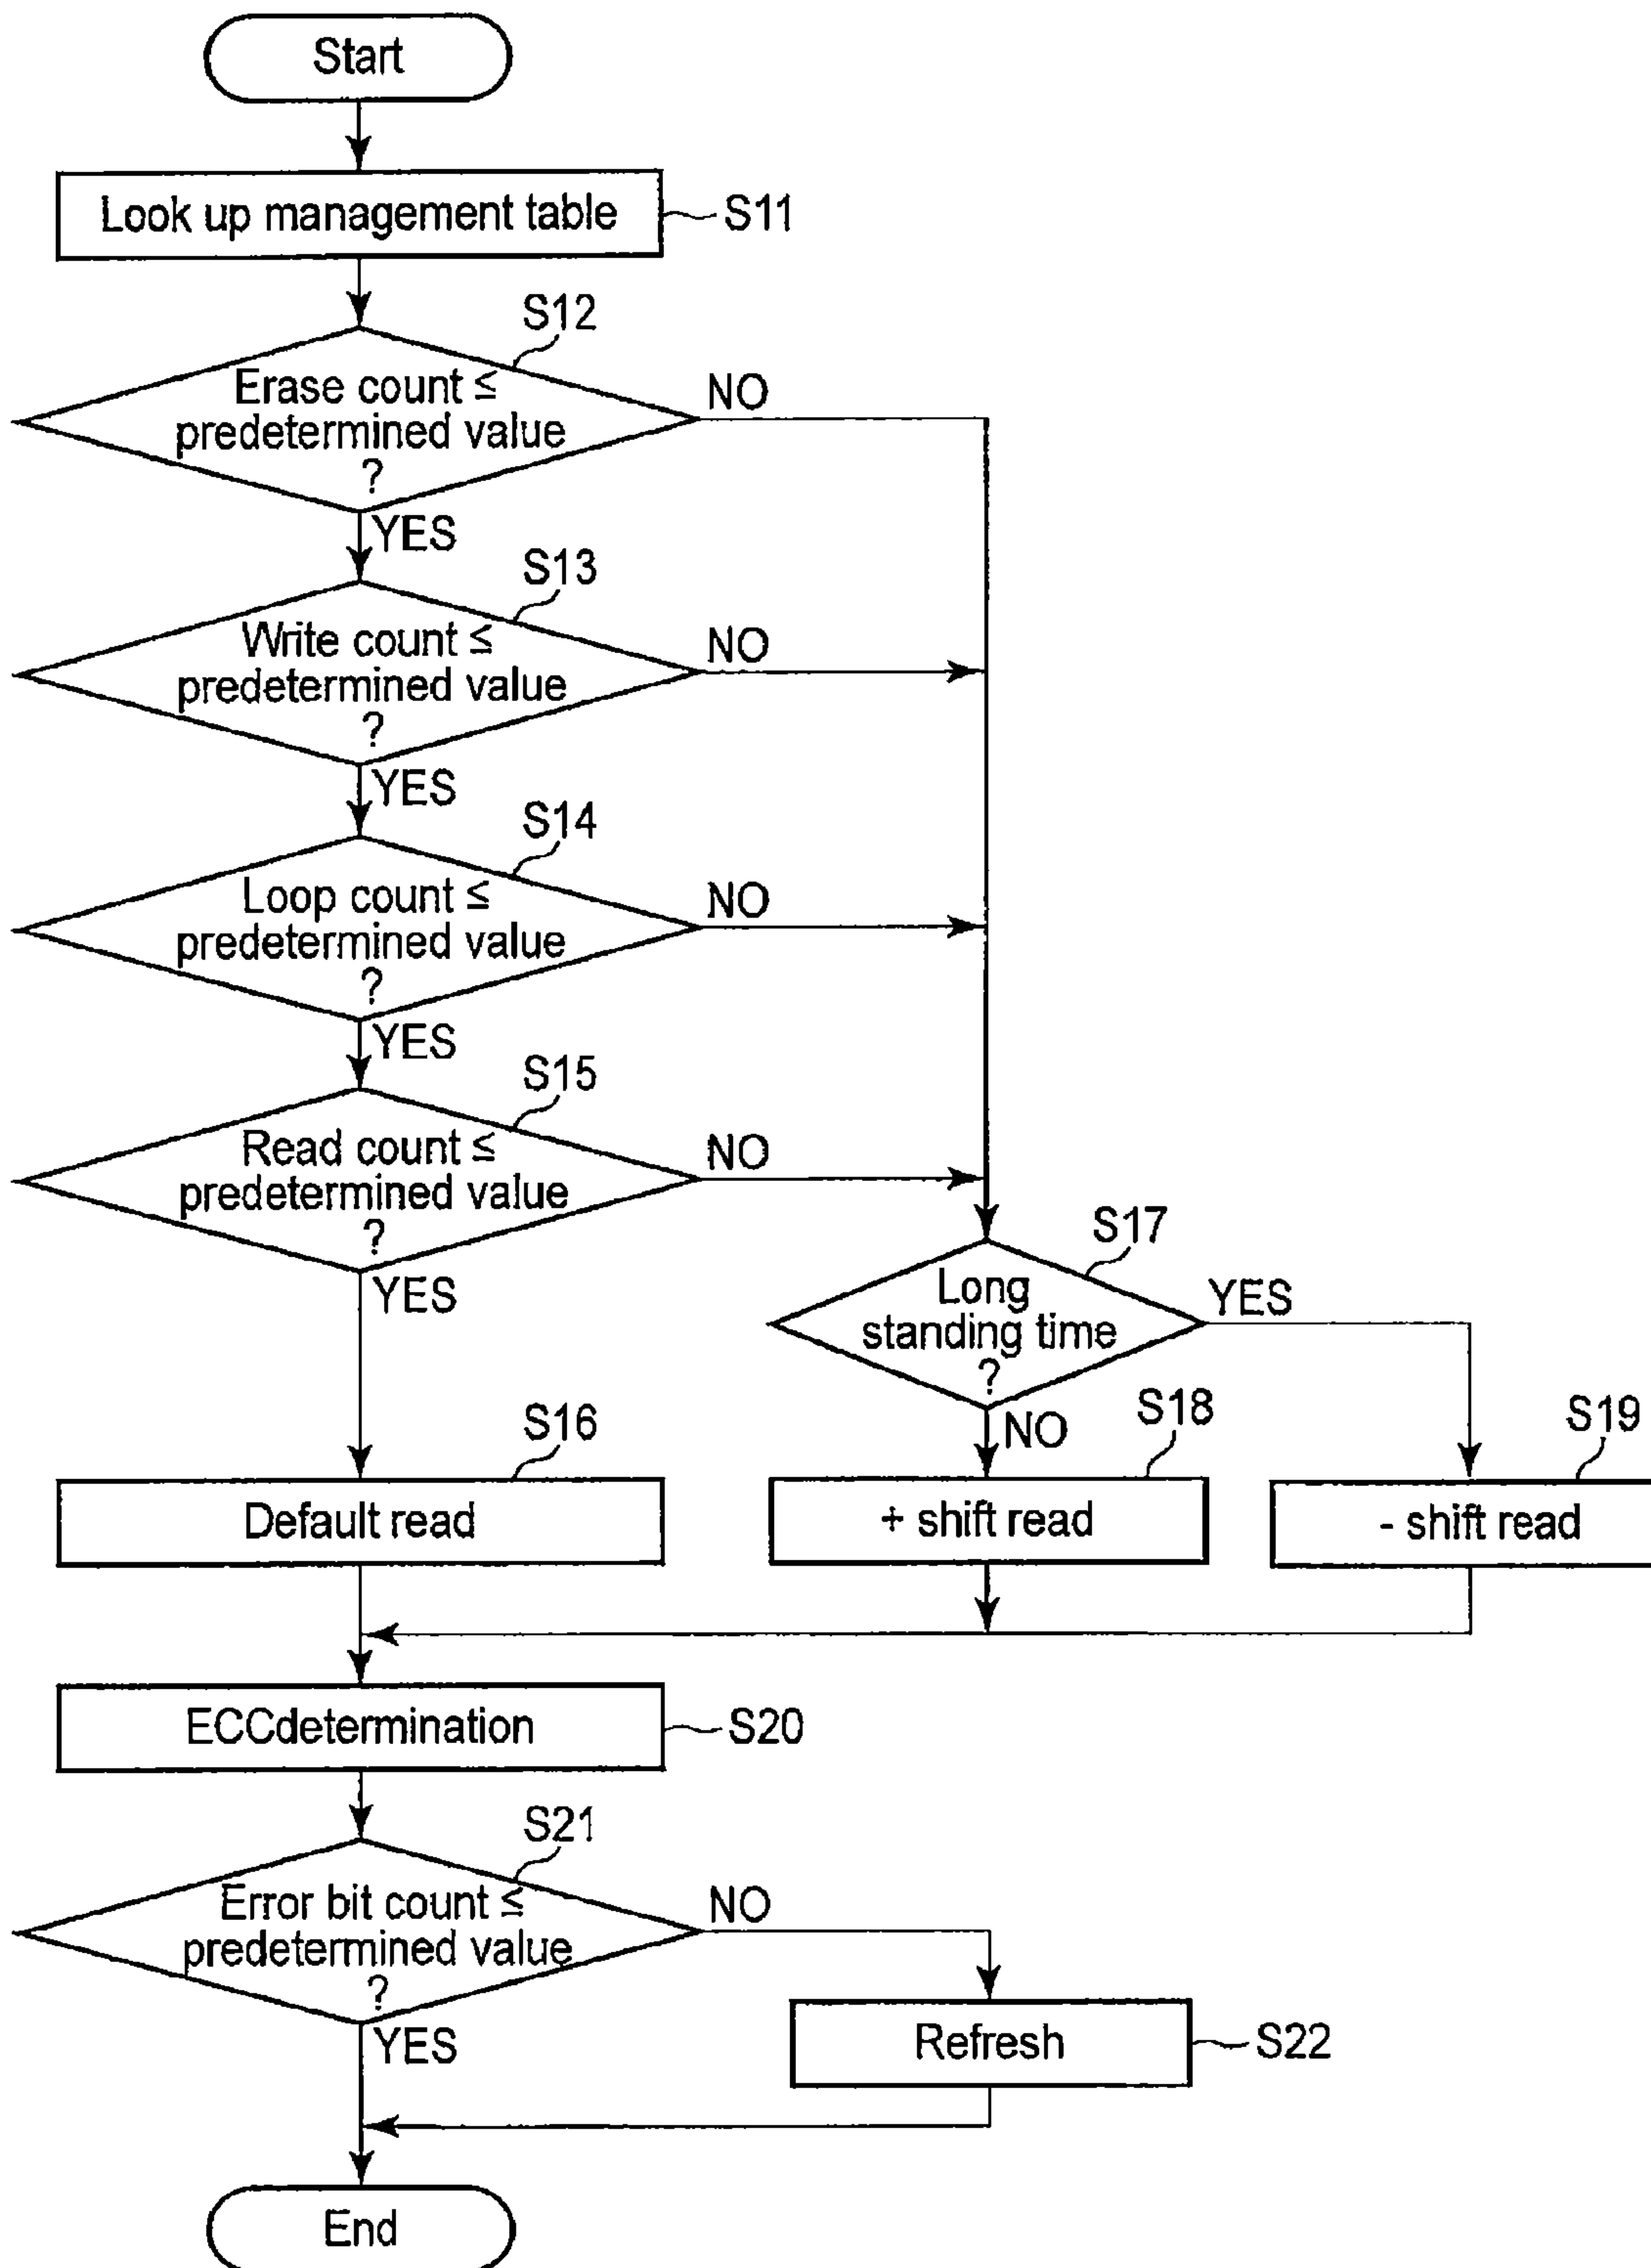 Start
Look up management table
S11
S12
Erase count ≤
predetermined value
?
NO
YES
S13
Write count ≤
predetermined value
?
NO
YES
S14
Loop count ≤
predetermined value
?
NO
YES
S15
Read count ≤
predetermined value
?
NO
YES
S17
Long
standing time
?
YES
NO
S16
Default read
S18
+ shift read
S19
- shift read
ECCdetermination
S20
S21
Error bit count ≤
predetermined value
?
NO
YES
Refresh
S22
End